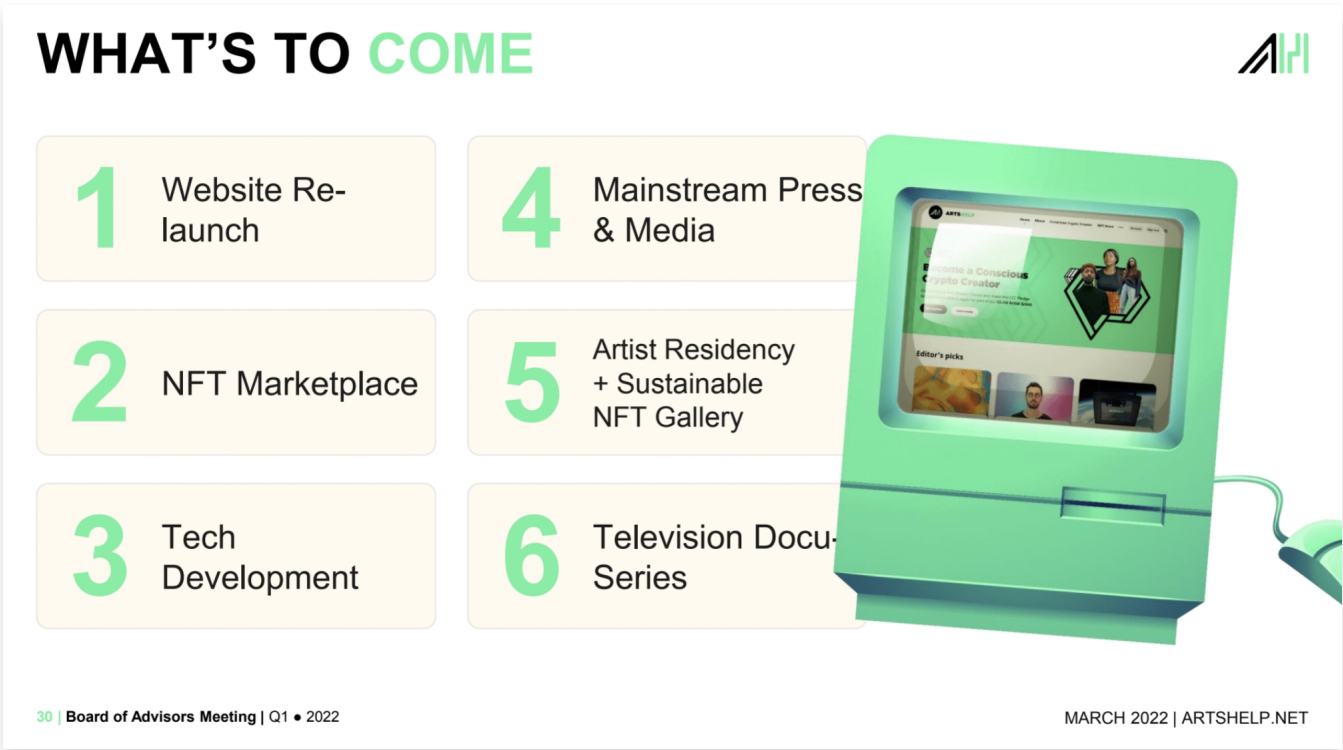 WHAT'S TO COME
1
Website Re-
launch
2
NFT Marketplace
3
Tech
Development
4
Mainstream Press
& Media
5
Artist Residency
+ Sustainable
NFT Gallery
6
Television Docu-
Series
ARTSHELP
Become a Conscious
Crypto Creator
Editor's picks
30 | Board of Advisors Meeting | Q1 ● 2022
MARCH 2022 | ARTSHELP.NET